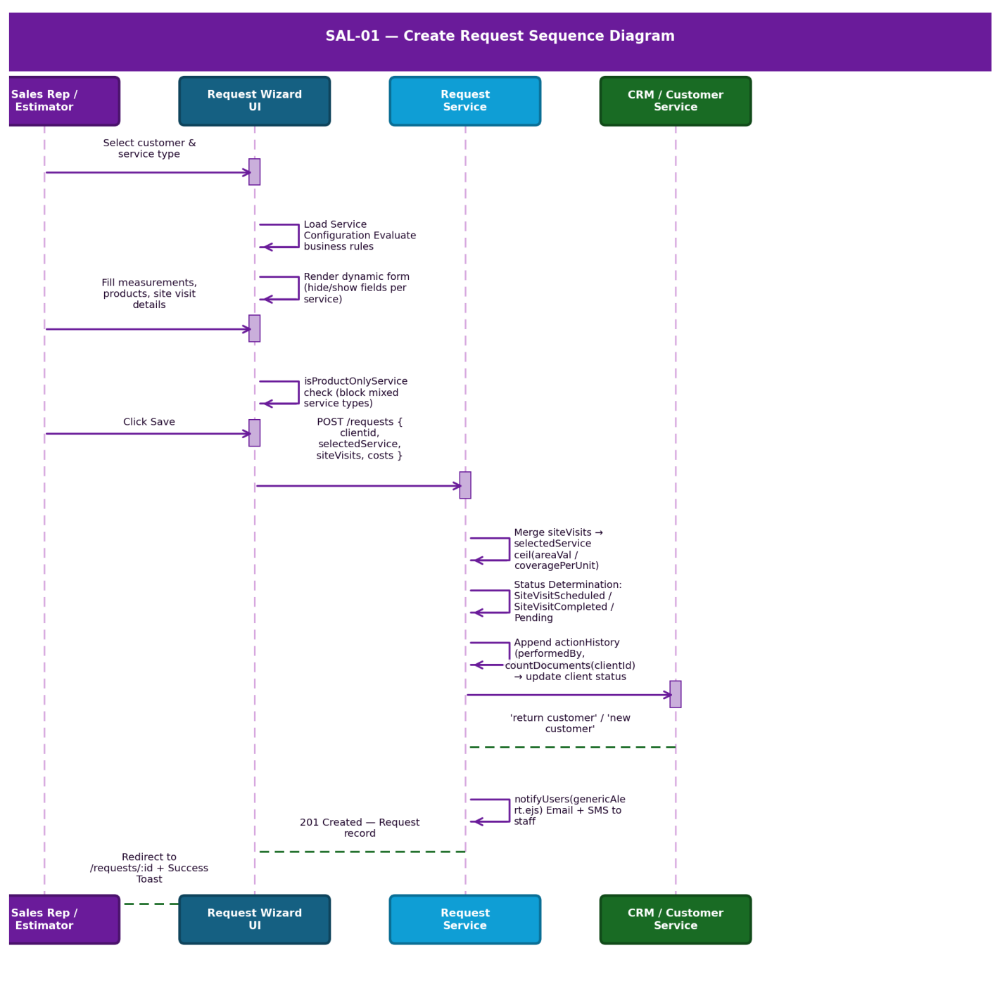 SAL-01 — Create Request Sequence Diagram
Sales Rep /
Estimator
Request Wizard
UI
Request
Service
CRM / Customer
Service
Select customer &
service type
Load Service
Configuration Evaluate
business rules
Render dynamic form
(hide/show fields per
service)
Fill measurements,
products, site visit
details
isProductOnlyService
check (block mixed
service types)
Click Save
POST /requests {
clientid,
selectedService,
siteVisits, costs }
Merge siteVisits →
selectedService
ceil(areaVal /
coveragePerUnit)
Status Determination:
SiteVisitScheduled /
SiteVisitCompleted /
Pending
Append actionHistory
(performedBy,
countDocuments(clientId)
→ update client status
'return customer' / 'new
customer'
notifyUsers(genericAle
rt.ejs) Email + SMS to
staff
201 Created — Request
record
Redirect to
/requests/:id + Success
Toast
Sales Rep /
Estimator
Request Wizard
UI
Request
Service
CRM / Customer
Service